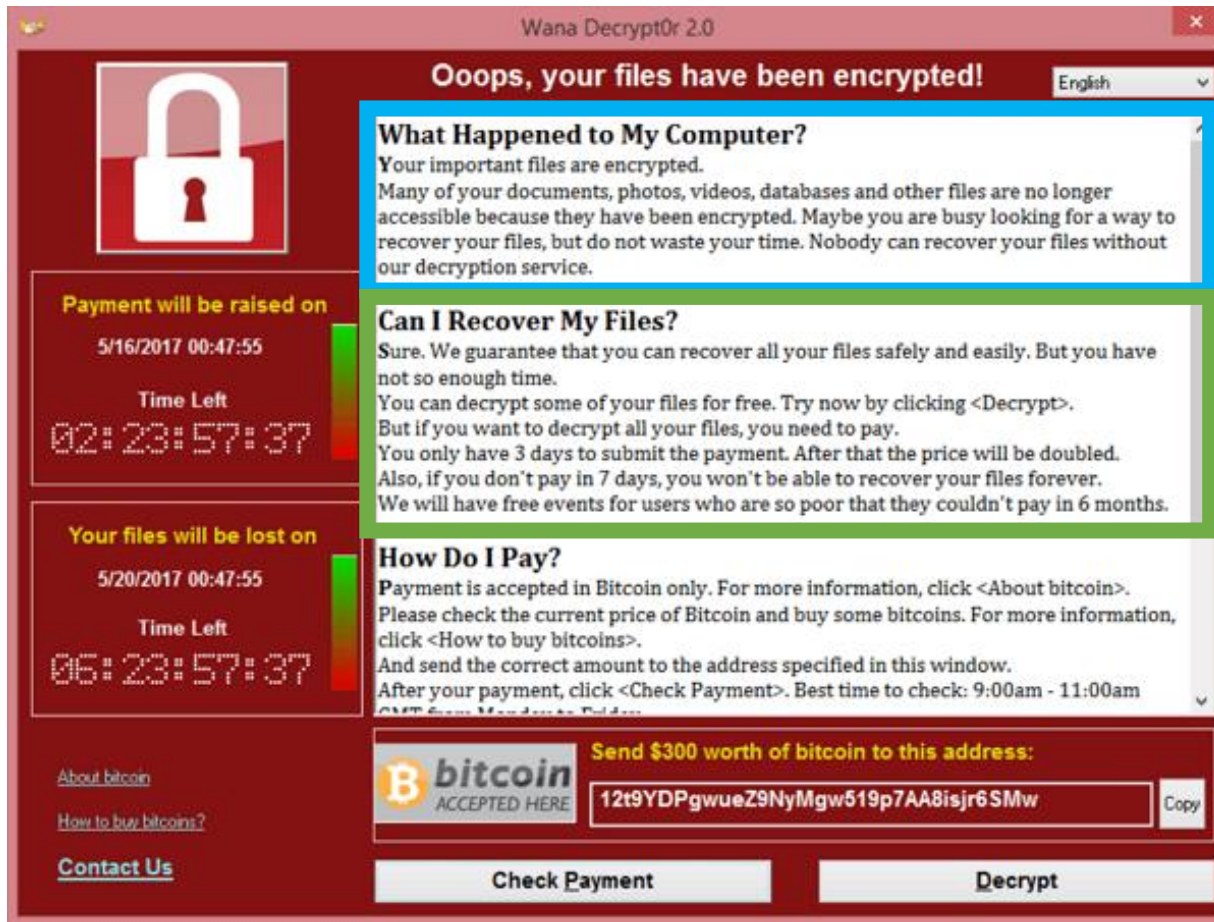 Wana Decrypt0r 2.0
Ooops, your files have been encrypted!
English
What Happened to My Computer?
Your important files are encrypted.
Many of your documents, photos, videos, databases and other files are no longer
accessible because they have been encrypted. Maybe you are busy looking for a way to
recover your files, but do not waste your time. Nobody can recover your files without
our decryption service.
Payment will be raised on
5/16/2017 00:47:55
Time Left
02:23:57:37
Can I Recover My Files?
Sure. We guarantee that you can recover all your files safely and easily. But you have
not so enough time.
You can decrypt some of your files for free. Try now by clicking <Decrypt>.
But if you want to decrypt all your files, you need to pay.
You only have 3 days to submit the payment. After that the price will be doubled.
Also, if you don't pay in 7 days, you won't be able to recover your files forever.
We will have free events for users who are so poor that they couldn't pay in 6 months.
Your files will be lost on
5/20/2017 00:47:55
Time Left
06:23:57:37
How Do I Pay?
Payment is accepted in Bitcoin only. For more information, click <About bitcoin>.
Please check the current price of Bitcoin and buy some bitcoins. For more information,
click <How to buy bitcoins>.
And send the correct amount to the address specified in this window.
After your payment, click <Check Payment>. Best time to check: 9:00am - 11:00am
GMT from Monday to Friday.
About bitcoin
How to buy bitcoins?
Contact Us
bitcoin
ACCEPTED HERE
Send $300 worth of bitcoin to this address:
12t9YDPgwueZ9NyMgw519p7AA8isjr6SMw
Copy
Check Payment
Decrypt